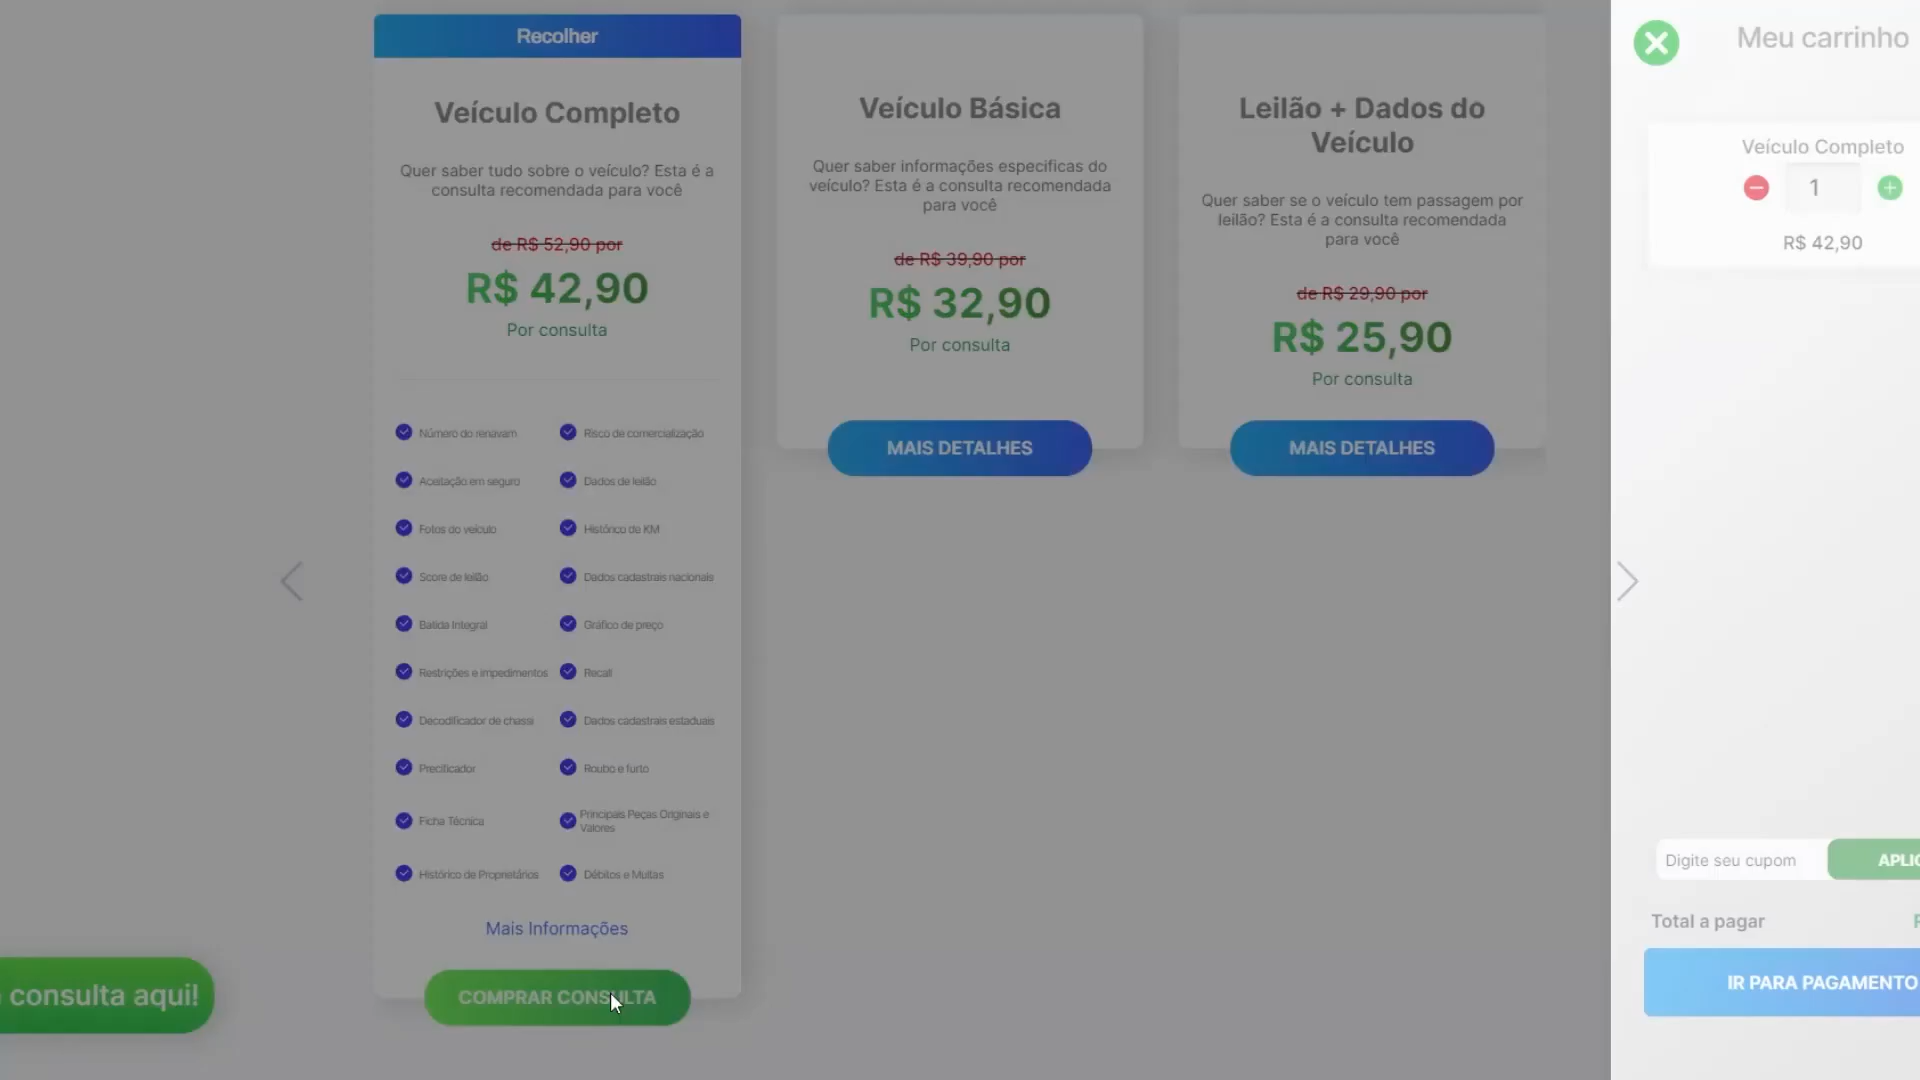 Recolher
Veículo Completo
Quer saber tudo sobre o veículo? Esta é a
consulta recomendada para você
de R$ 52,90 por
R$ 42,90
Por consulta
Número do renavam
Risco de comercialização
Aceitação em seguro
Dados de leilão
Fotos do veículo
Histórico de KM
Score de leilão
Dados cadastrais nacionais
Batida Integral
Gráfico de preço
Restrições e impedimentos
Recall
Decodificador de chassi
Dados cadastrais estaduais
Precificador
Roubo e furto
Ficha Técnica
Principais Peças Originais e
Valores
Histórico de Proprietários
Débitos e Multas
Mais Informações
COMPRAR CONSULTA
Veículo Básica
Quer saber informações especificas do
veículo? Esta é a consulta recomendada
para você
de R$ 39,90 por
R$ 32,90
Por consulta
MAIS DETALHES
Leilão + Dados do
Veículo
Quer saber se o veículo tem passagem por
leilão? Esta é a consulta recomendada
para você
de R$ 29,90 por
R$ 25,90
Por consulta
MAIS DETALHES
consulta aqui!
Meu carrinho
Veículo Completo
1
R$ 42,90
Digite seu cupom
APLIC
Total a pagar
IR PARA PAGAMENTO